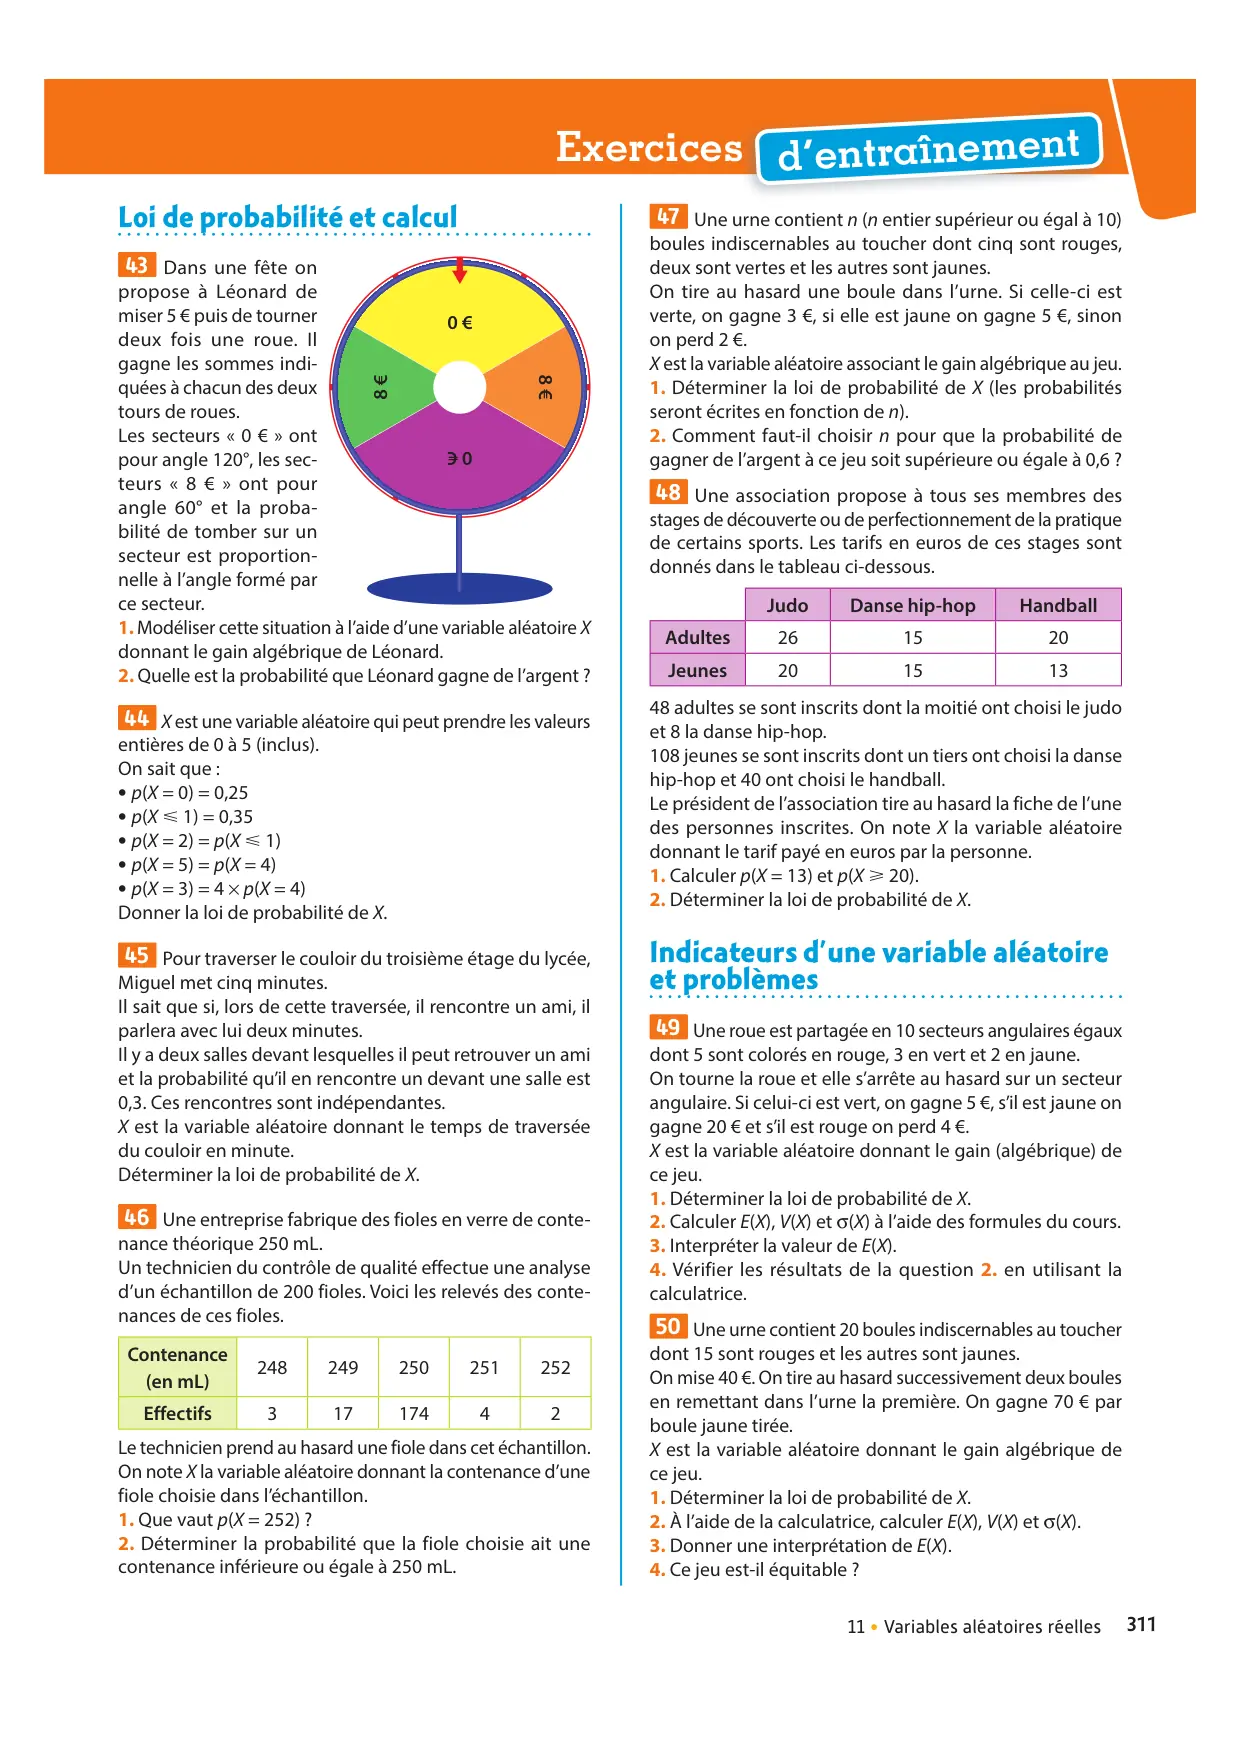 Exercices d'entraînement
Loi de probabilité et calcul
43 Dans une fête on
propose à Léonard de
miser 5 € puis de tourner
deux fois une roue. Il
gagne les sommes indi-
quées à chacun des deux
tours de roues.
Les secteurs « 0 € » ont
pour angle 120°, les sec-
teurs « 8 € » ont pour
angle 60° et la proba-
bilité de tomber sur un
secteur est proportion-
nelle à l'angle formé par
ce secteur.
0 €
8 €
8 €
0 €
1. Modéliser cette situation à l'aide d'une variable aléatoire X
donnant le gain algébrique de Léonard.
2. Quelle est la probabilité que Léonard gagne de l'argent ?
44 X est une variable aléatoire qui peut prendre les valeurs
entières de 0 à 5 (inclus).
On sait que :
• p(X = 0) = 0,25
• p(X ⩽ 1) = 0,35
• p(X = 2) = p(X ⩽ 1)
• p(X = 5) = p(X = 4)
• p(X = 3) = 4 × p(X = 4)
Donner la loi de probabilité de X.
45 Pour traverser le couloir du troisième étage du lycée,
Miguel met cinq minutes.
Il sait que si, lors de cette traversée, il rencontre un ami, il
parlera avec lui deux minutes.
Il y a deux salles devant lesquelles il peut retrouver un ami
et la probabilité qu'il en rencontre un devant une salle est
0,3. Ces rencontres sont indépendantes.
X est la variable aléatoire donnant le temps de traversée
du couloir en minute.
Déterminer la loi de probabilité de X.
46 Une entreprise fabrique des fioles en verre de conte-
nance théorique 250 mL.
Un technicien du contrôle de qualité effectue une analyse
d'un échantillon de 200 fioles. Voici les relevés des conte-
nances de ces fioles.
Contenance (en mL) 248 249 250 251 252
Effectifs 3 17 174 4 2
Le technicien prend au hasard une fiole dans cet échantillon.
On note X la variable aléatoire donnant la contenance d'une
fiole choisie dans l'échantillon.
1. Que vaut p(X = 252) ?
2. Déterminer la probabilité que la fiole choisie ait une
contenance inférieure ou égale à 250 mL.
47 Une urne contient n (n entier supérieur ou égal à 10)
boules indiscernables au toucher dont cinq sont rouges,
deux sont vertes et les autres sont jaunes.
On tire au hasard une boule dans l'urne. Si celle-ci est
verte, on gagne 3 €, si elle est jaune on gagne 5 €, sinon
on perd 2 €.
X est la variable aléatoire associant le gain algébrique au jeu.
1. Déterminer la loi de probabilité de X (les probabilités
seront écrites en fonction de n).
2. Comment faut-il choisir n pour que la probabilité de
gagner de l'argent à ce jeu soit supérieure ou égale à 0,6 ?
48 Une association propose à tous ses membres des
stages de découverte ou de perfectionnement de la pratique
de certains sports. Les tarifs en euros de ces stages sont
donnés dans le tableau ci-dessous.
Judo Danse hip-hop Handball
Adultes 26 15 20
Jeunes 20 15 13
48 adultes se sont inscrits dont la moitié ont choisi le judo
et 8 la danse hip-hop.
108 jeunes se sont inscrits dont un tiers ont choisi la danse
hip-hop et 40 ont choisi le handball.
Le président de l'association tire au hasard la fiche de l'une
des personnes inscrites. On note X la variable aléatoire
donnant le tarif payé en euros par la personne.
1. Calculer p(X = 13) et p(X ⩾ 20).
2. Déterminer la loi de probabilité de X.
Indicateurs d'une variable aléatoire
et problèmes
49 Une roue est partagée en 10 secteurs angulaires égaux
dont 5 sont colorés en rouge, 3 en vert et 2 en jaune.
On tourne la roue et elle s'arrête au hasard sur un secteur
angulaire. Si celui-ci est vert, on gagne 5 €, s'il est jaune on
gagne 20 € et s'il est rouge on perd 4 €.
X est la variable aléatoire donnant le gain (algébrique) de
ce jeu.
1. Déterminer la loi de probabilité de X.
2. Calculer E(X), V(X) et σ(X) à l'aide des formules du cours.
3. Interpréter la valeur de E(X).
4. Vérifier les résultats de la question 2. en utilisant la
calculatrice.
50 Une urne contient 20 boules indiscernables au toucher
dont 15 sont rouges et les autres sont jaunes.
On mise 40 €. On tire au hasard successivement deux boules
en remettant dans l'urne la première. On gagne 70 € par
boule jaune tirée.
X est la variable aléatoire donnant le gain algébrique de
ce jeu.
1. Déterminer la loi de probabilité de X.
2. À l'aide de la calculatrice, calculer E(X), V(X) et σ(X).
3. Donner une interprétation de E(X).
4. Ce jeu est-il équitable ?
11 • Variables aléatoires réelles 311